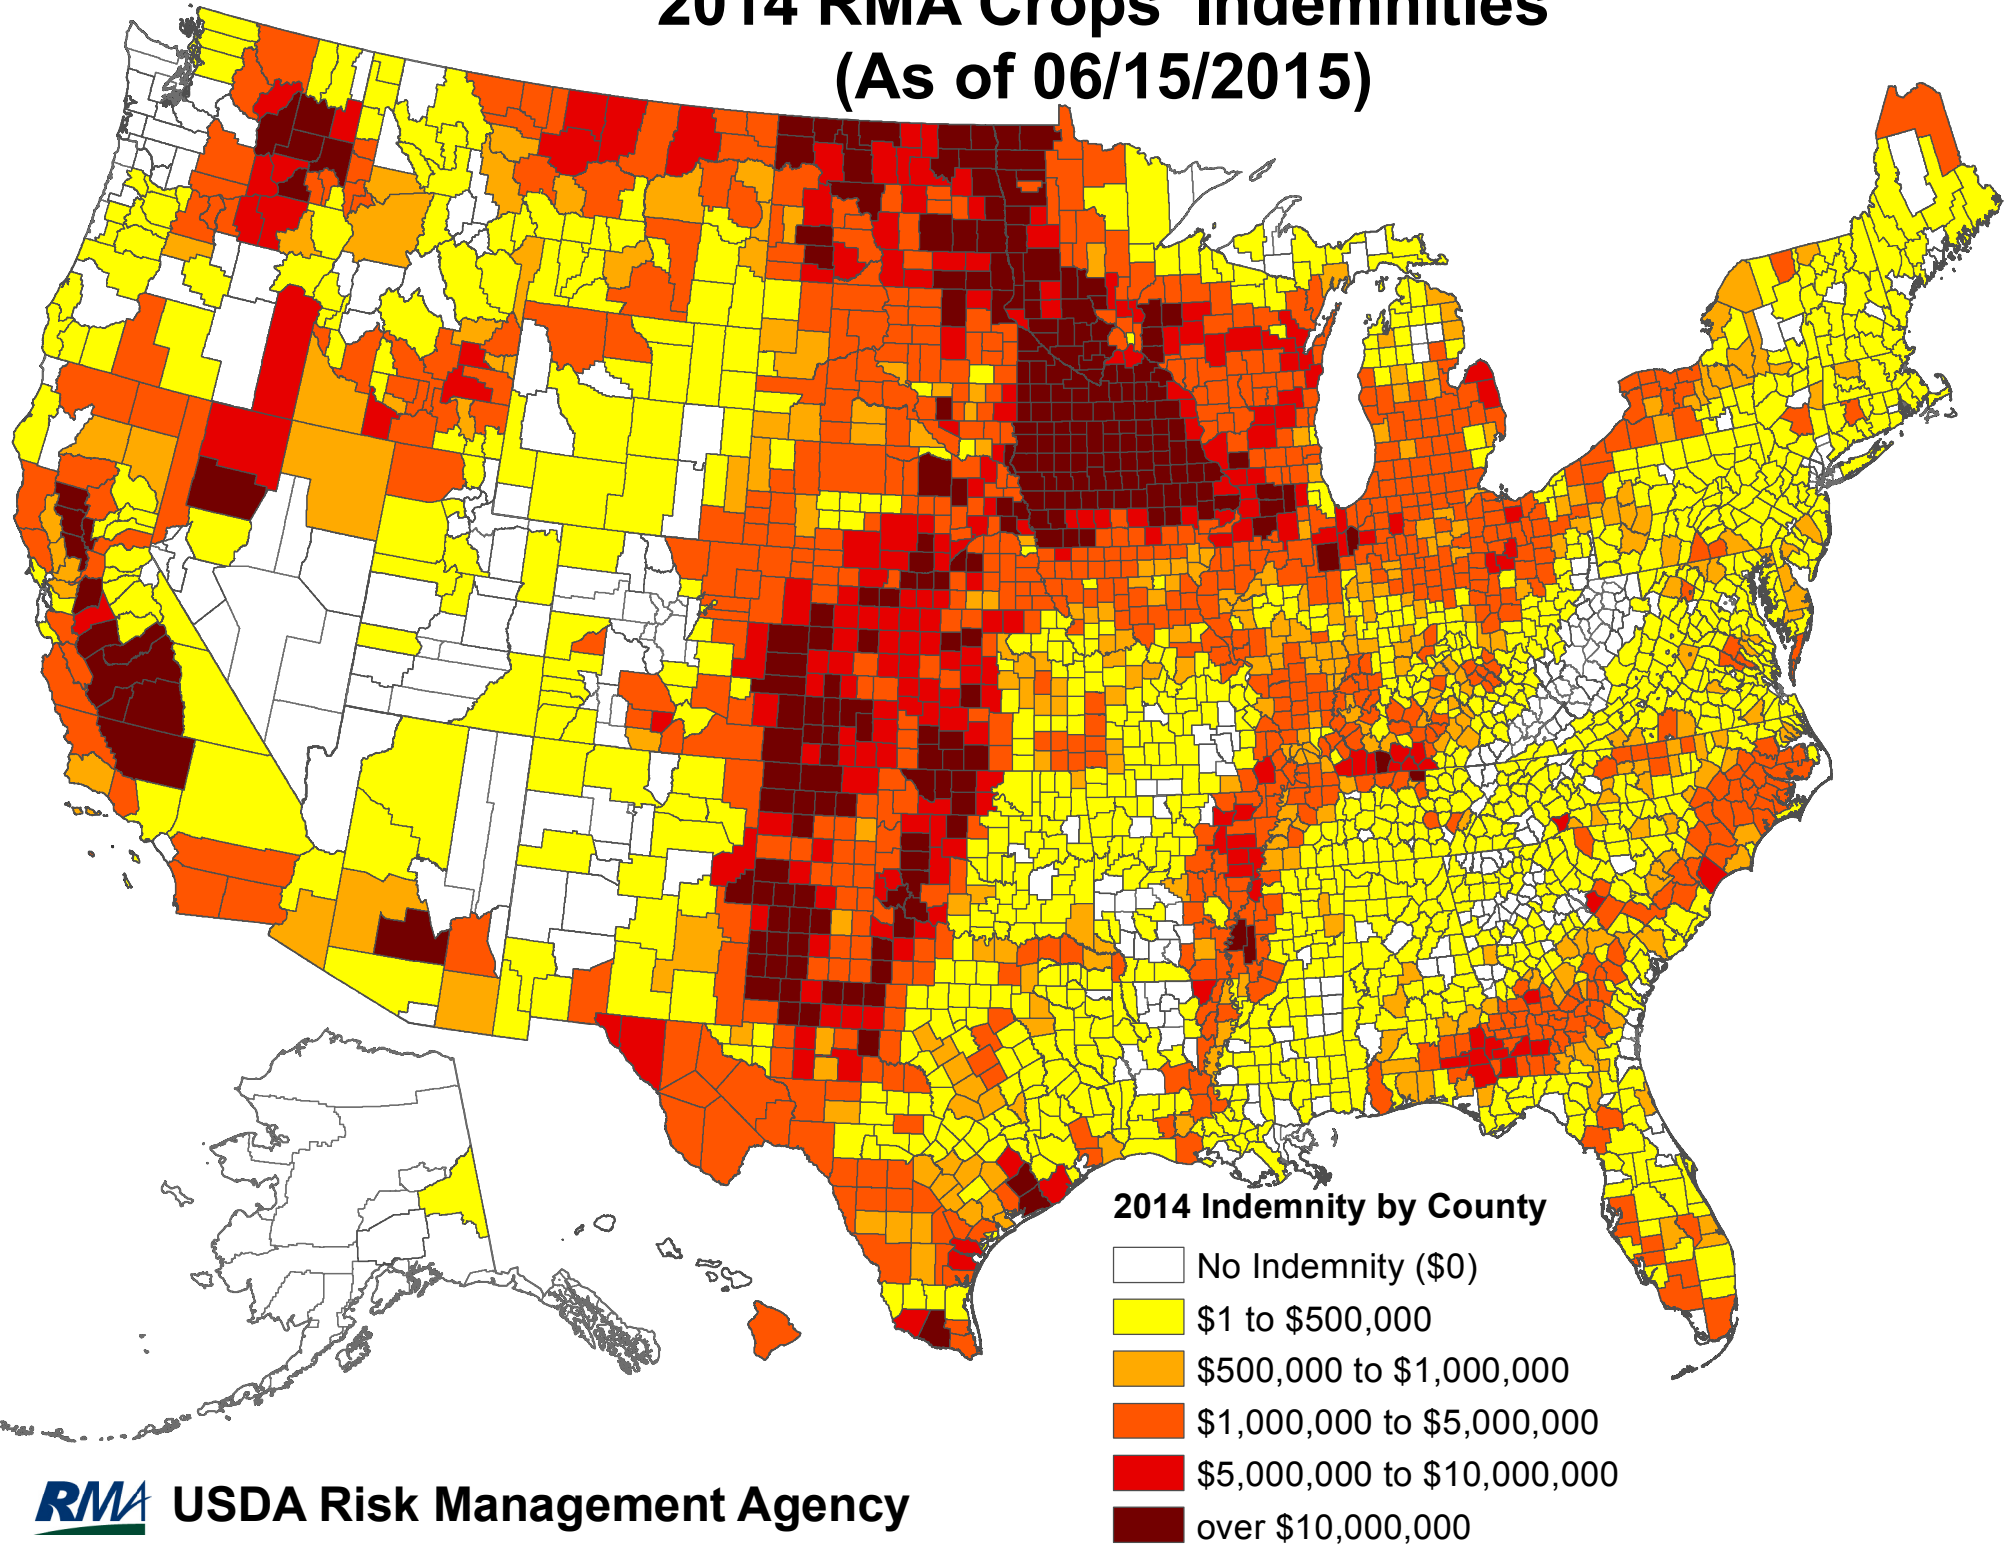 2014 RMA Crops' Indemnities
(As of 06/15/2015)
2014 Indemnity by County
No Indemnity ($0)
$1 to $500,000
$500,000 to $1,000,000
$1,000,000 to $5,000,000
$5,000,000 to $10,000,000
over $10,000,000
RMA USDA Risk Management Agency